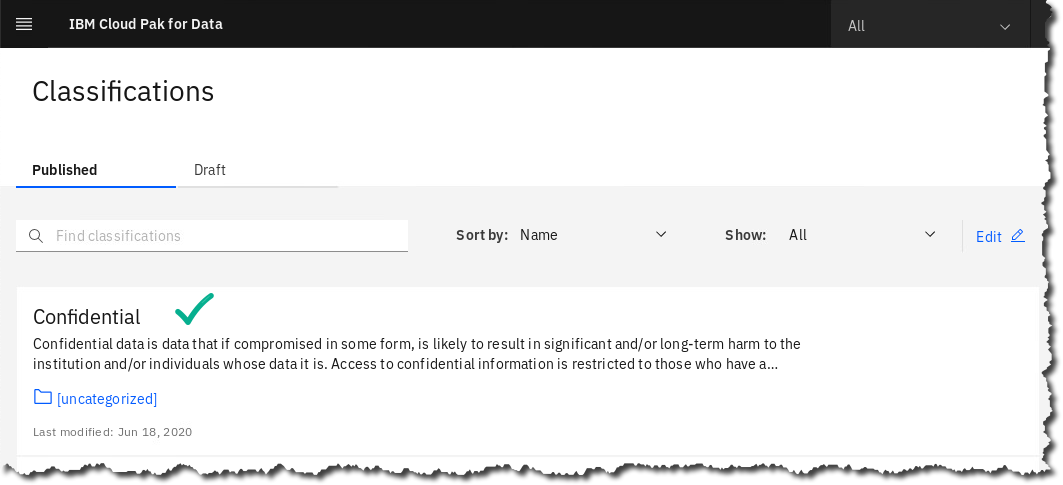 IBM Cloud Pak for Data
All
Classifications
Published
Draft
Find classifications
Sort by: Name
Show: All
Edit
Confidential
Confidential data is data that if compromised in some form, is likely to result in significant and/or long-term harm to the
institution and/or individuals whose data it is. Access to confidential information is restricted to those who have a...
[uncategorized]
Last modified: Jun 18, 2020